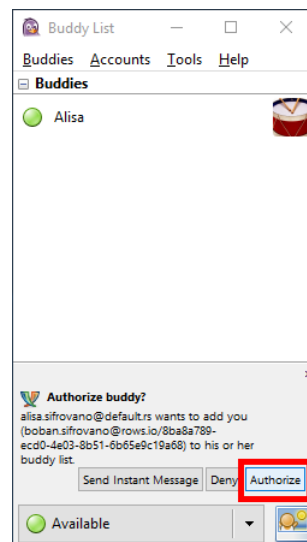 Buddy List
Buddies Accounts Tools Help
Buddies
Alisa
Authorize buddy?
alisa.sifrovano@default.rs wants to add you
(boban.sifrovano@rows.io/8ba8a789-
ecd0-4e03-8b51-6b65e9c19a68) to his or her
buddy list.
Send Instant Message Deny Authorize
Available